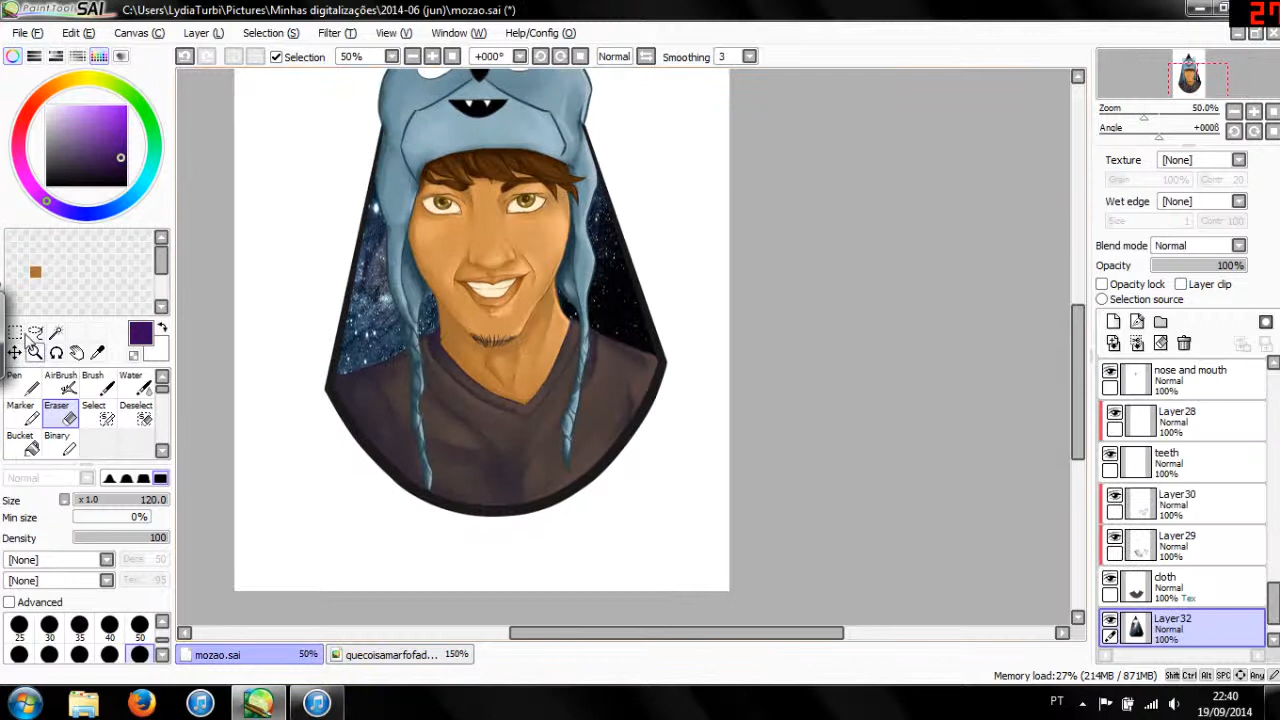 PaintTool SAI C:\Users\LydiaTurbi\Pictures\Minhas digitalizações\2014-06 (jun)\mozao.sai (*)
27
File (F) Edit (E) Canvas (C) Layer (L) Selection (S) Filter (T) View (V) Window (W) Help/Config (O)
Selection 50% +000° Normal Smoothing 3
Zoom 50.0%
Angle +000δ
Texture [None]
Grain 100% Contr 20
Wet edge [None]
Size 1 Contr 100
Blend mode Normal
Opacity 100%
Opacity lock Layer clip
Selection source
Pen AirBrush Brush Water
Marker Eraser Select Deselect
Bucket Binary
Normal
Size x 1.0 120.0
Min size 0%
Density 100
[None] Dens 50
[None] Tex 95
Advanced
25 30 35 40 50
nose and mouth
Normal
100%
Layer28
Normal
100%
teeth
Normal
100%
Layer30
Normal
100%
Layer29
Normal
100%
cloth
Normal
100% Tex
Layer32
Normal
100%
mozao.sai 50% quecoisamarfofad... 150%
Memory load:27% (214MB / 871MB) Shift Ctrl Alt SPC Any
PT
22:40
19/09/2014